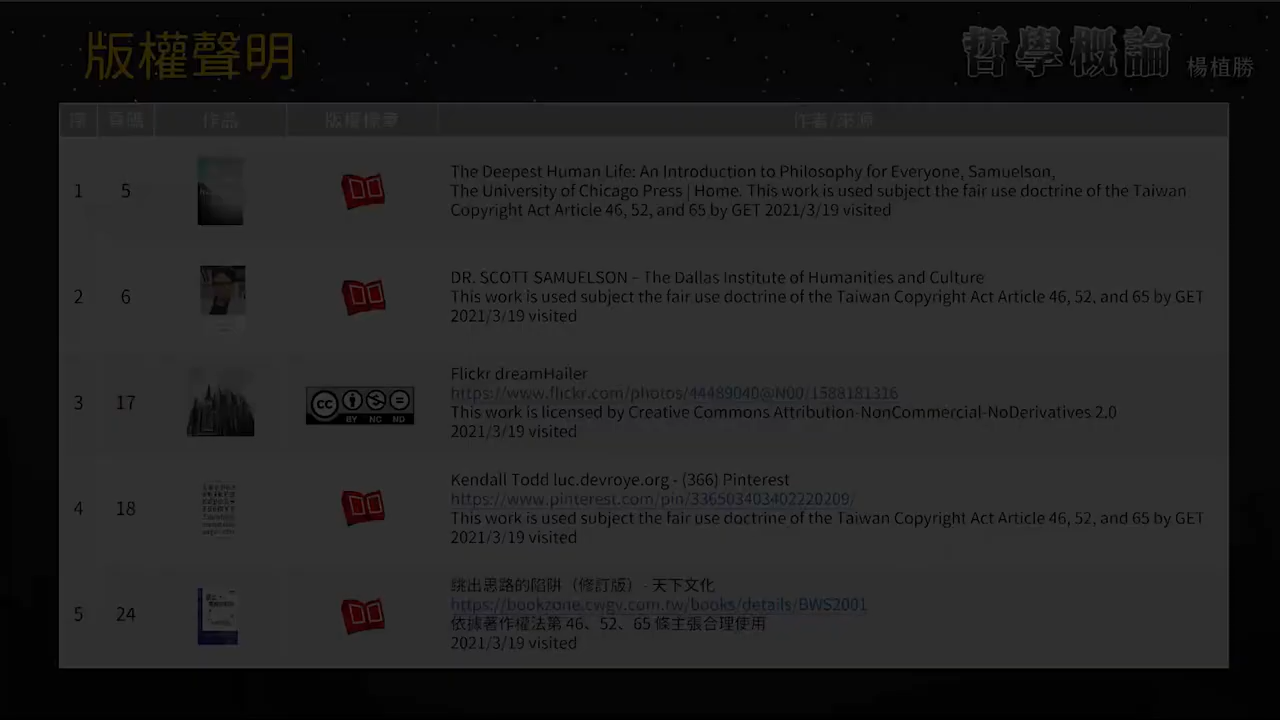 版權聲明
哲學概論 楊植勝
序 頁碼 作品 版權標章 作者/來源
1 5 The Deepest Human Life: An Introduction to Philosophy for Everyone, Samuelson,
The University of Chicago Press | Home. This work is used subject the fair use doctrine of the Taiwan
Copyright Act Article 46, 52, and 65 by GET 2021/3/19 visited
2 6 DR. SCOTT SAMUELSON – The Dallas Institute of Humanities and Culture
This work is used subject the fair use doctrine of the Taiwan Copyright Act Article 46, 52, and 65 by GET
2021/3/19 visited
3 17 Flickr dreamHailer
https://www.flickr.com/photos/44489040@N00/1588181316
This work is licensed by Creative Commons Attribution-NonCommercial-NoDerivatives 2.0
2021/3/19 visited
CC BY NC ND
4 18 Kendall Todd luc.devroye.org - (366) Pinterest
https://www.pinterest.com/pin/336503403402220209/
This work is used subject the fair use doctrine of the Taiwan Copyright Act Article 46, 52, and 65 by GET
2021/3/19 visited
5 24 跳出思路的陷阱（修訂版） - 天下文化
https://bookzone.cwgv.com.tw/books/details/BWS2001
依據著作權法第 46、52、65 條主張合理使用
2021/3/19 visited